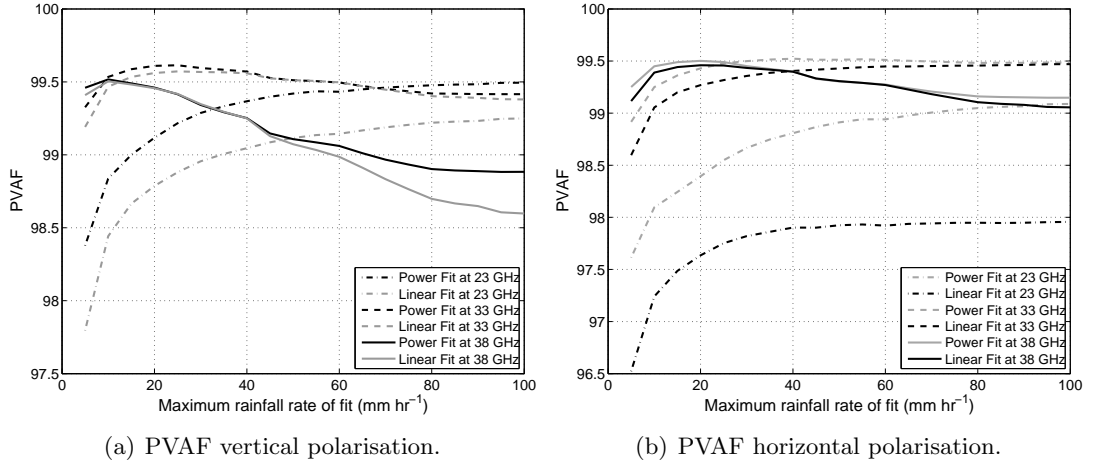 100
99.5
99
98.5
98
97.5
PVAF
0 20 40 60 80 100
Maximum rainfall rate of fit (mm hr⁻¹)
Power Fit at 23 GHz
Linear Fit at 23 GHz
Power Fit at 33 GHz
Linear Fit at 33 GHz
Power Fit at 38 GHz
Linear Fit at 38 GHz
(a) PVAF vertical polarisation.
100
99.5
99
98.5
98
97.5
97
96.5
PVAF
0 20 40 60 80 100
Maximum rainfall rate of fit (mm hr⁻¹)
Power Fit at 23 GHz
Linear Fit at 23 GHz
Power Fit at 33 GHz
Linear Fit at 33 GHz
Power Fit at 38 GHz
Linear Fit at 38 GHz
(b) PVAF horizontal polarisation.